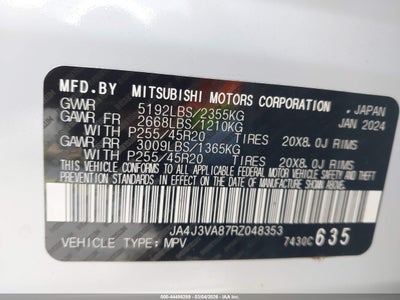 MFD.BY MITSUBISHI MOTORS CORPORATION, JAPAN
GVWR 5192LBS/2355KG JAN 2024
GAWR FR 2668LBS/1210KG
WITH P255/45R20 TIRES 20X8.0J RIMS
GAWR RR 3009LBS/1365KG
WITH P255/45R20 TIRES 20X8.0J RIMS
THIS VEHICLE CONFORMS TO ALL APPLICABLE
FEDERAL MOTOR VEHICLE SAFETY, BUMPER, AND THEFT
PREVENTION STANDARDS IN EFFECT ON THE DATE
OF MANUFACTURE SHOWN ABOVE.
JA4J3VA87RZ048353
VEHICLE TYPE: MPV 7430C635